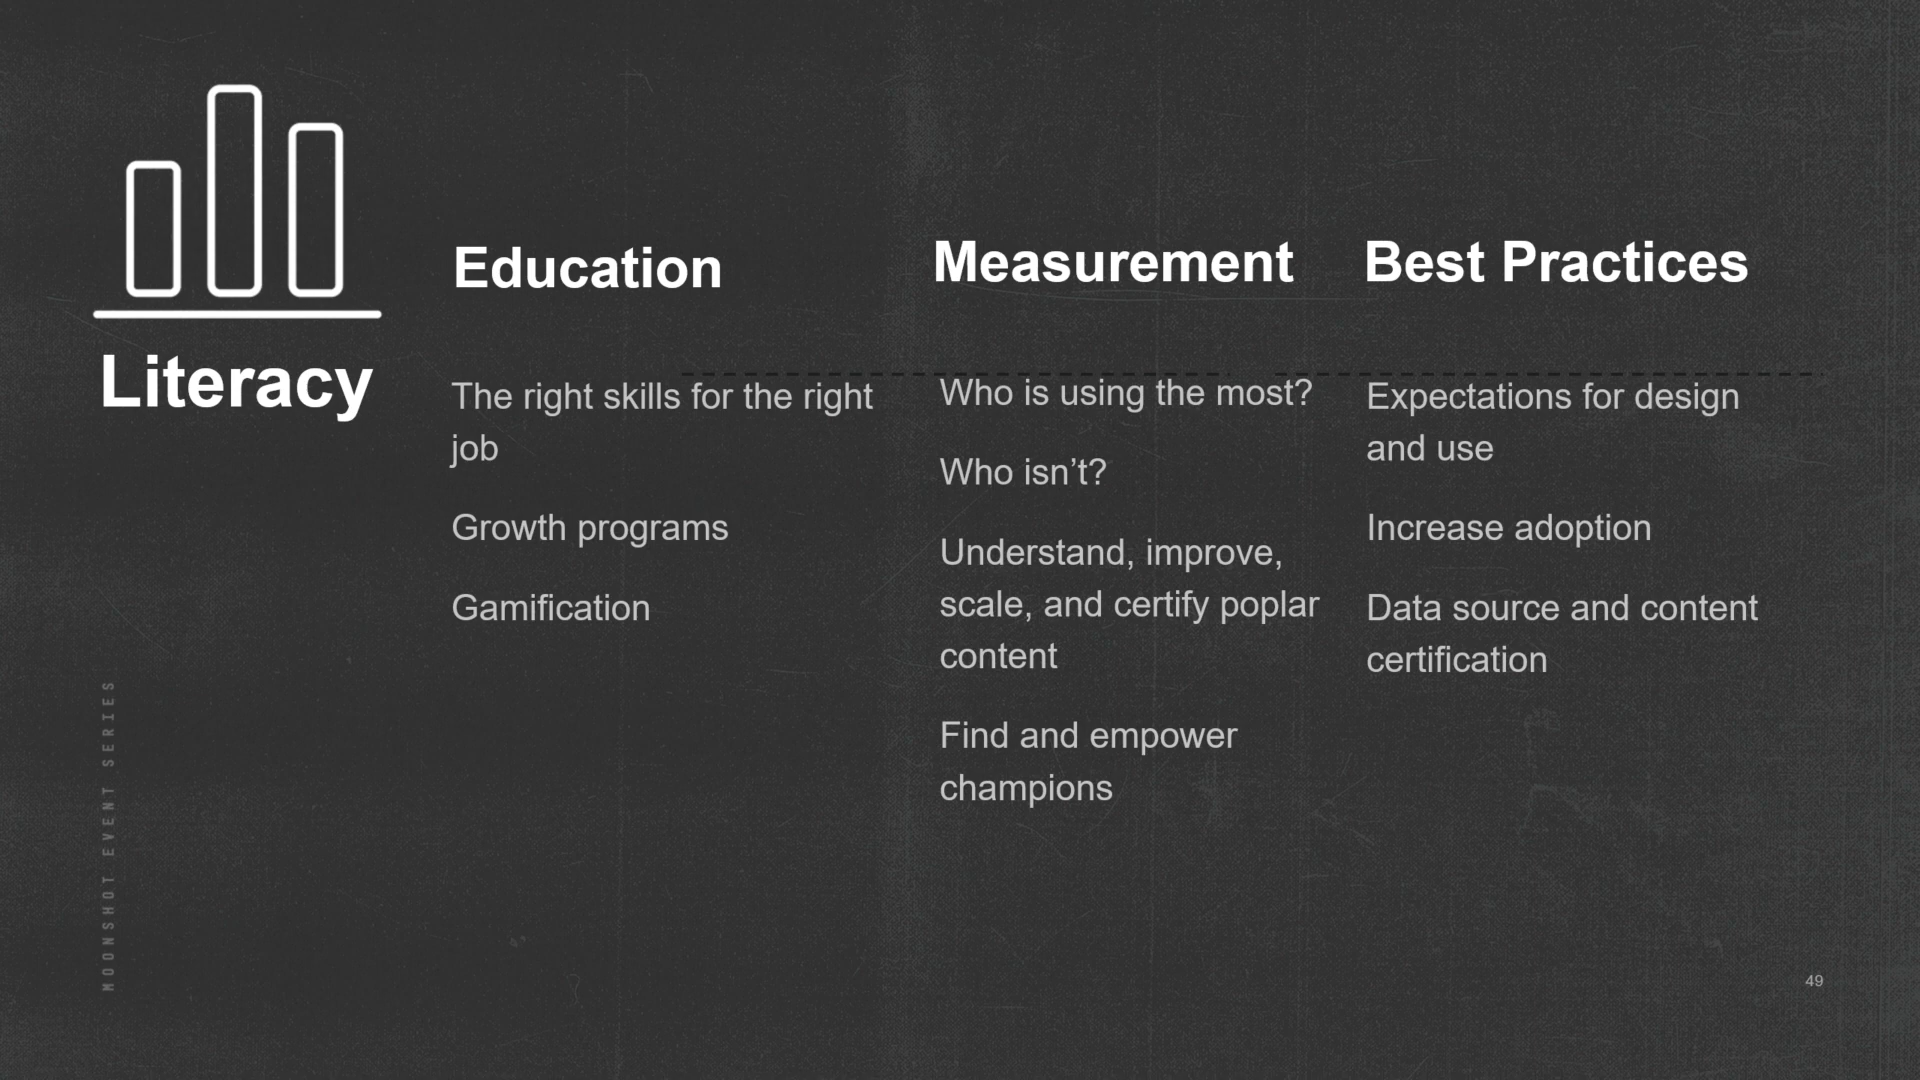 Literacy
Education
The right skills for the right
job
Growth programs
Gamification
Measurement
Who is using the most?
Who isn’t?
Understand, improve,
scale, and certify poplar
content
Find and empower
champions
Best Practices
Expectations for design
and use
Increase adoption
Data source and content
certification
MOONSHOT EVENT SERIES
49